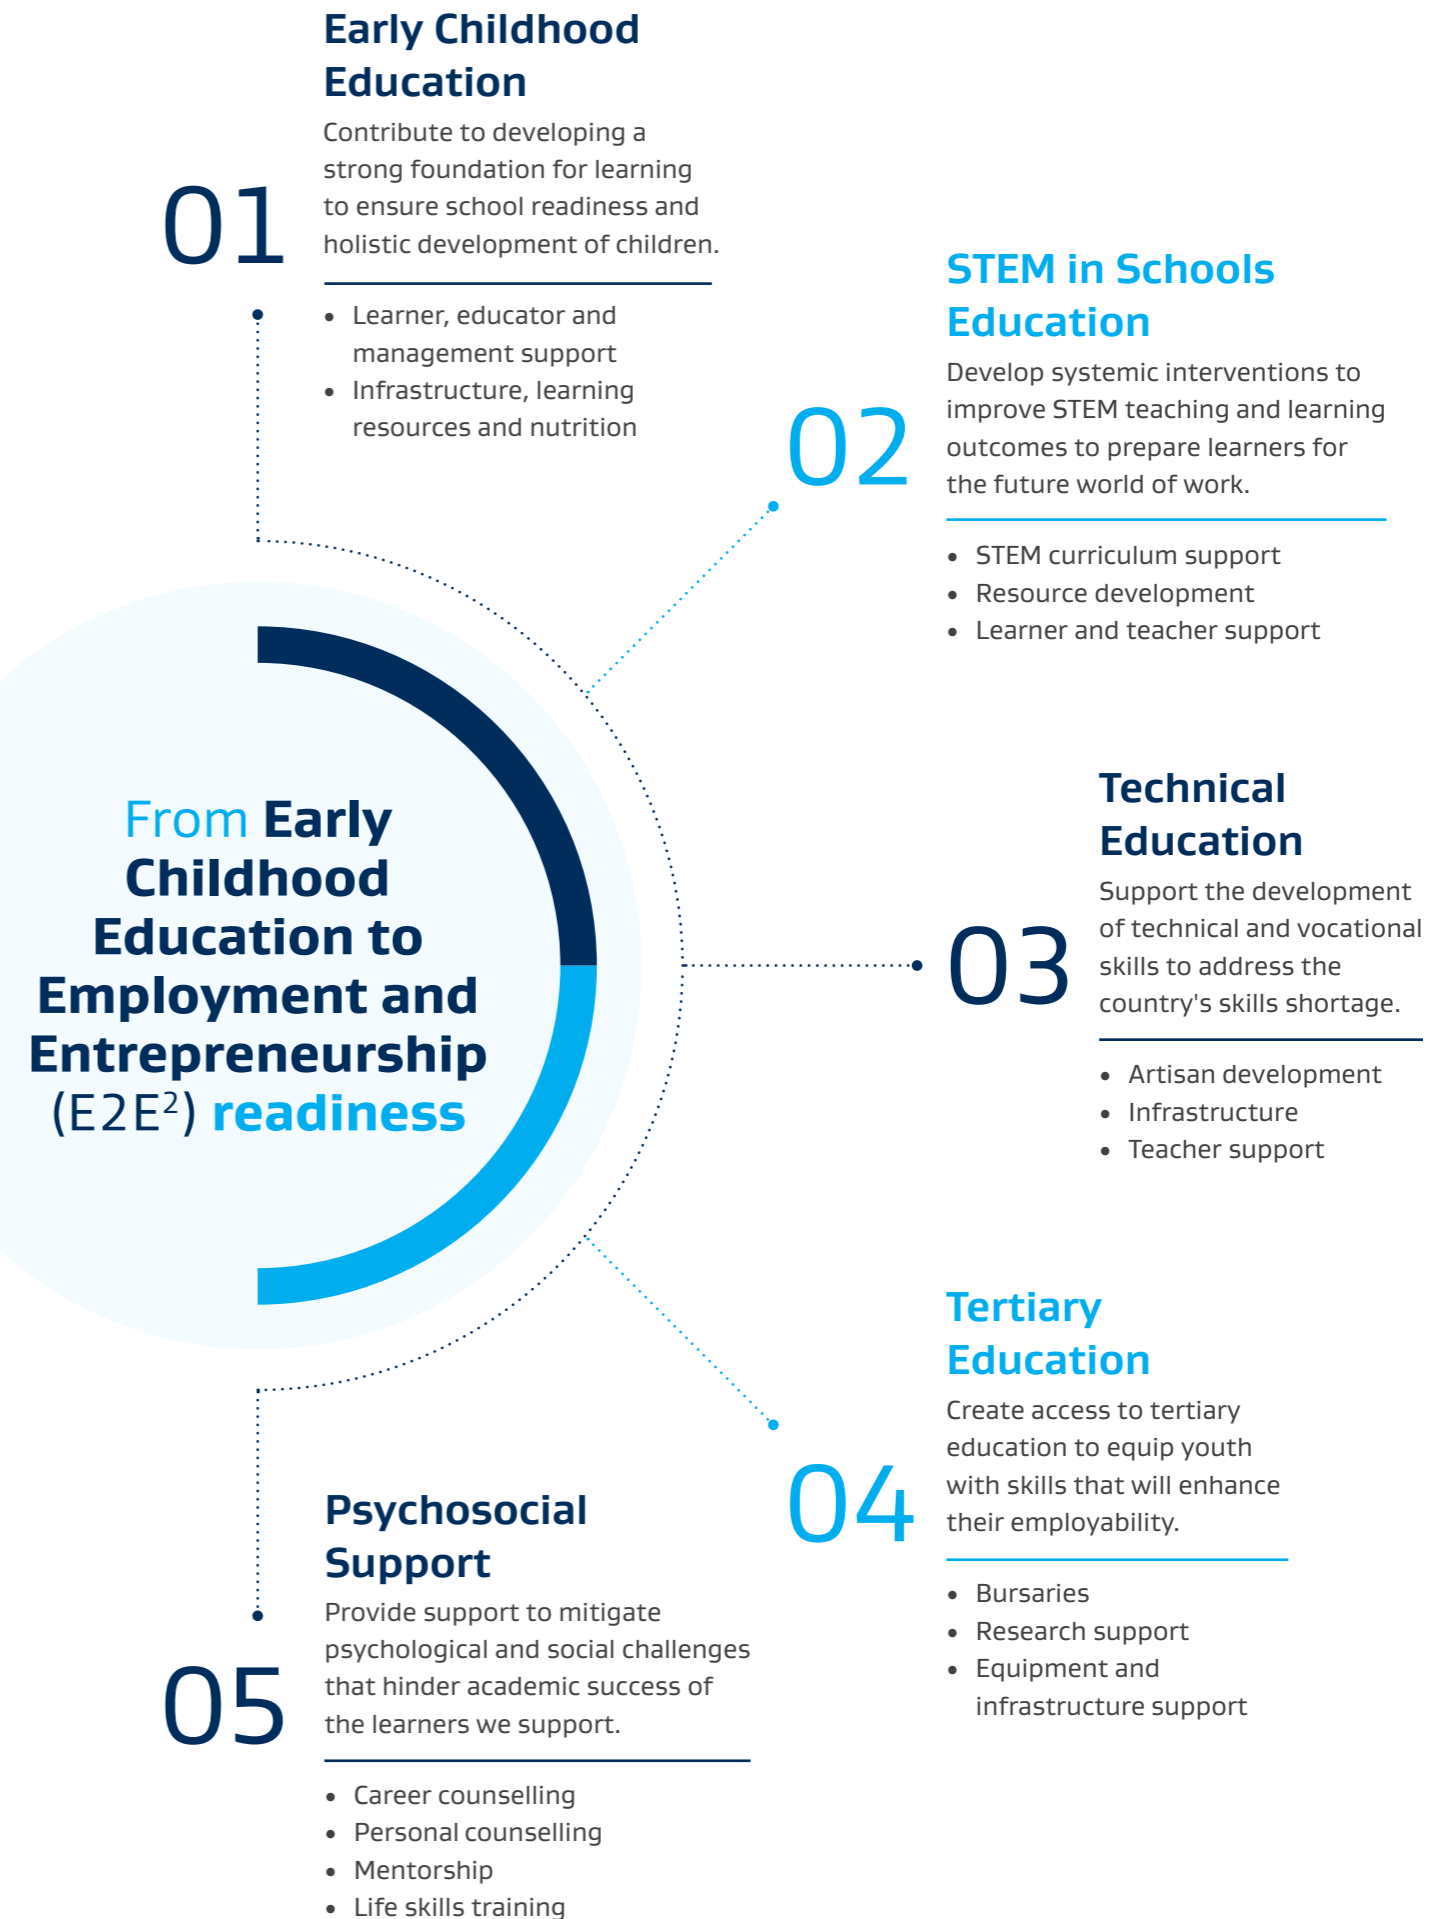 Early Childhood
Education
Contribute to developing a
strong foundation for learning
to ensure school readiness and
holistic development of children.
01
• Learner, educator and
management support
• Infrastructure, learning
resources and nutrition
STEM in Schools
Education
Develop systemic interventions to
improve STEM teaching and learning
outcomes to prepare learners for
the future world of work.
02
• STEM curriculum support
• Resource development
• Learner and teacher support
From Early
Childhood
Education to
Employment and
Entrepreneurship
(E2E²) readiness
Technical
Education
Support the development
of technical and vocational
skills to address the
country's skills shortage.
03
• Artisan development
• Infrastructure
• Teacher support
Tertiary
Education
Create access to tertiary
education to equip youth
with skills that will enhance
their employability.
04
• Bursaries
• Research support
• Equipment and
infrastructure support
Psychosocial
Support
Provide support to mitigate
psychological and social challenges
that hinder academic success of
the learners we support.
05
• Career counselling
• Personal counselling
• Mentorship
• Life skills training